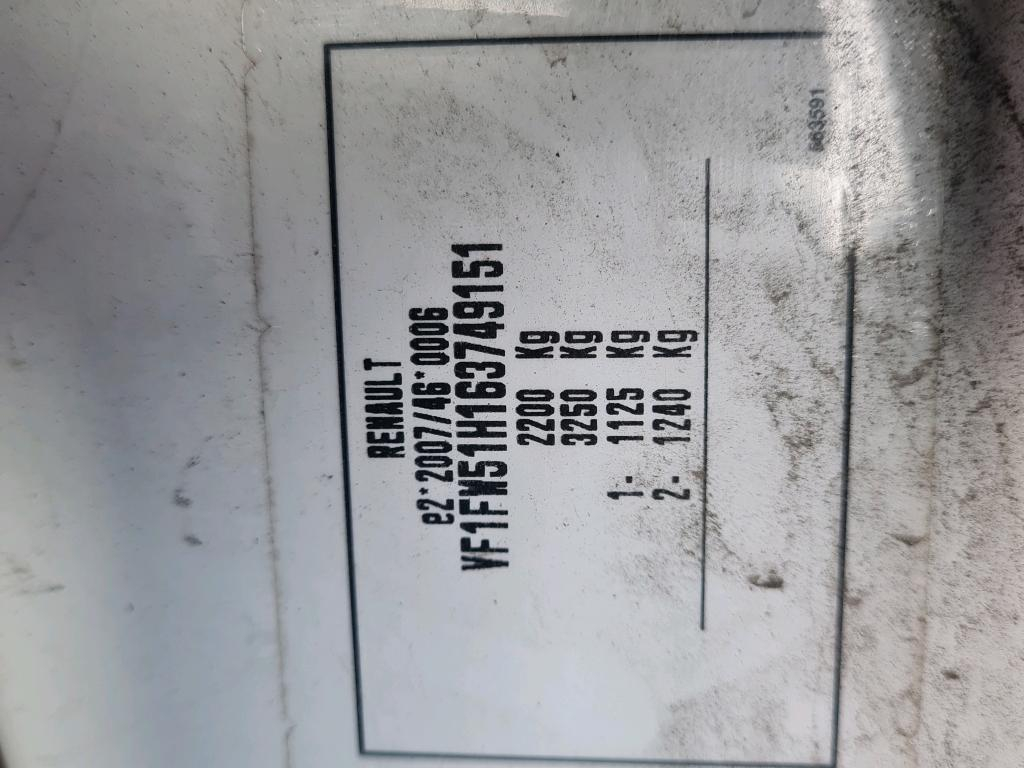 RENAULT
e2*2007/46*0006
VF1FW51H163749151
2200 Kg
3250 Kg
1- 1125 Kg
2- 1240 Kg